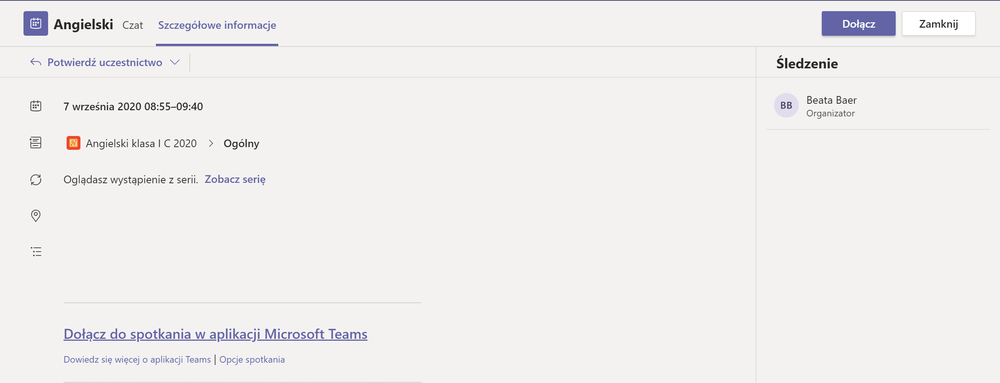 Angielski Czat Szczegółowe informacje Dołącz Zamknij
Potwierdź uczestnictwo
Śledzenie
7 września 2020 08:55–09:40
BB Beata Baer
Organizator
Angielski klasa I C 2020 > Ogólny
Oglądasz wystąpienie z serii. Zobacz serię
Dołącz do spotkania w aplikacji Microsoft Teams
Dowiedz się więcej o aplikacji Teams | Opcje spotkania